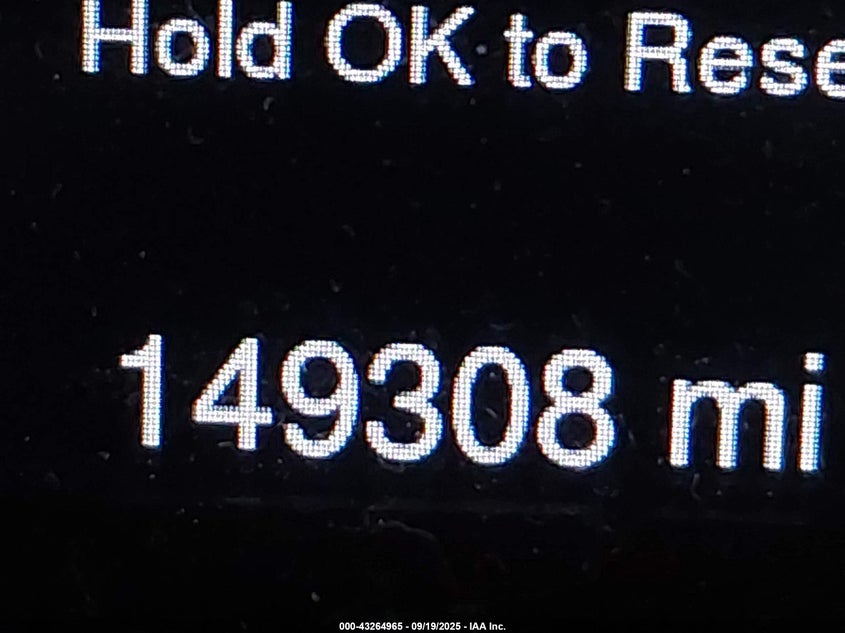 Hold OK to Rese
149308 mi
000-43264965 - 09/19/2025 - IAA Inc.